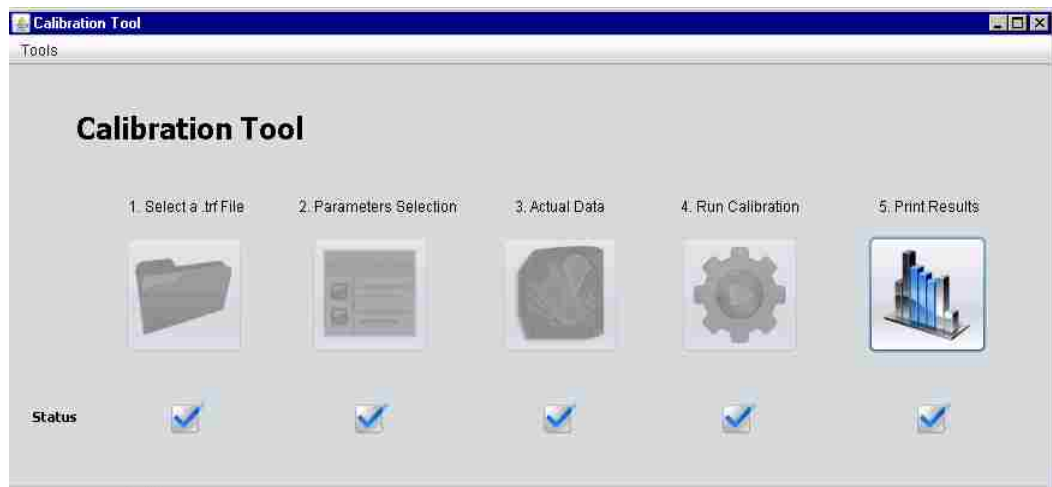 Calibration Tool
Tools
Calibration Tool
1. Select a .trf File 2. Parameters Selection 3. Actual Data 4. Run Calibration 5. Print Results
Status